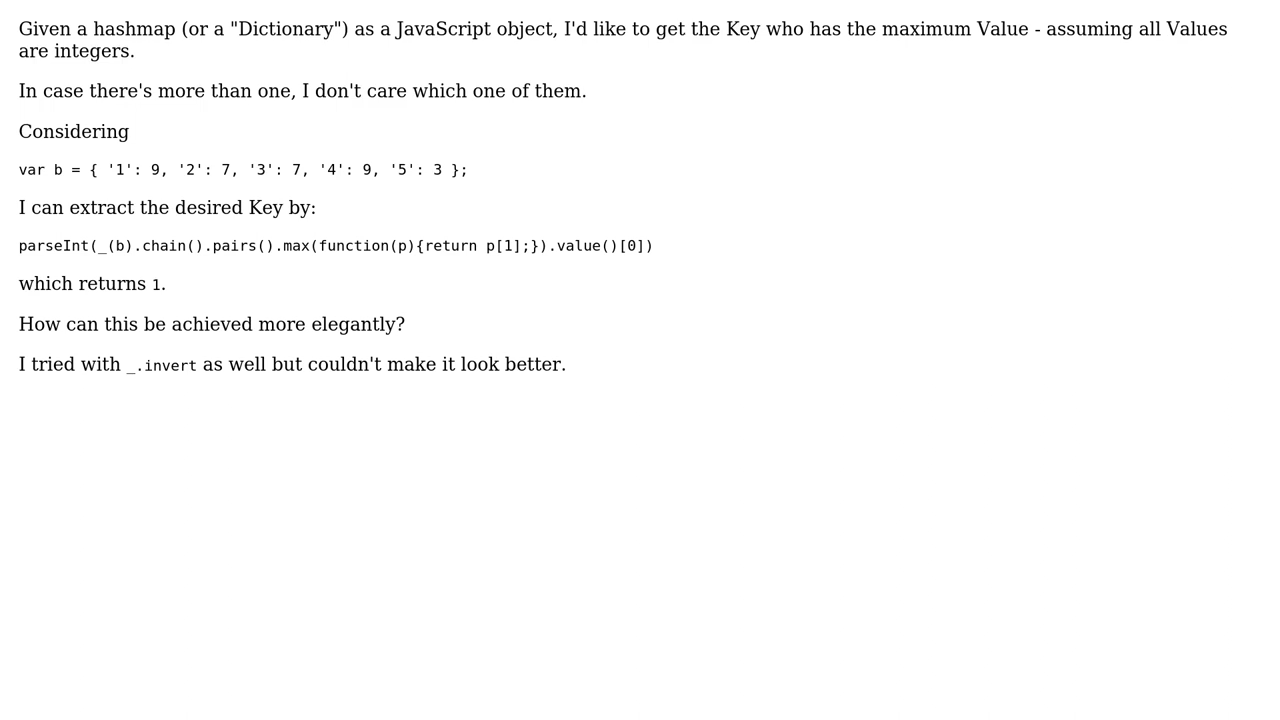 Given a hashmap (or a "Dictionary") as a JavaScript object, I'd like to get the Key who has the maximum Value - assuming all Values
are integers.
In case there's more than one, I don't care which one of them.
Considering
var b = { '1': 9, '2': 7, '3': 7, '4': 9, '5': 3 };
I can extract the desired Key by:
parseInt(_(b).chain().pairs().max(function(p){return p[1];}).value()[0])
which returns 1.
How can this be achieved more elegantly?
I tried with _.invert as well but couldn't make it look better.